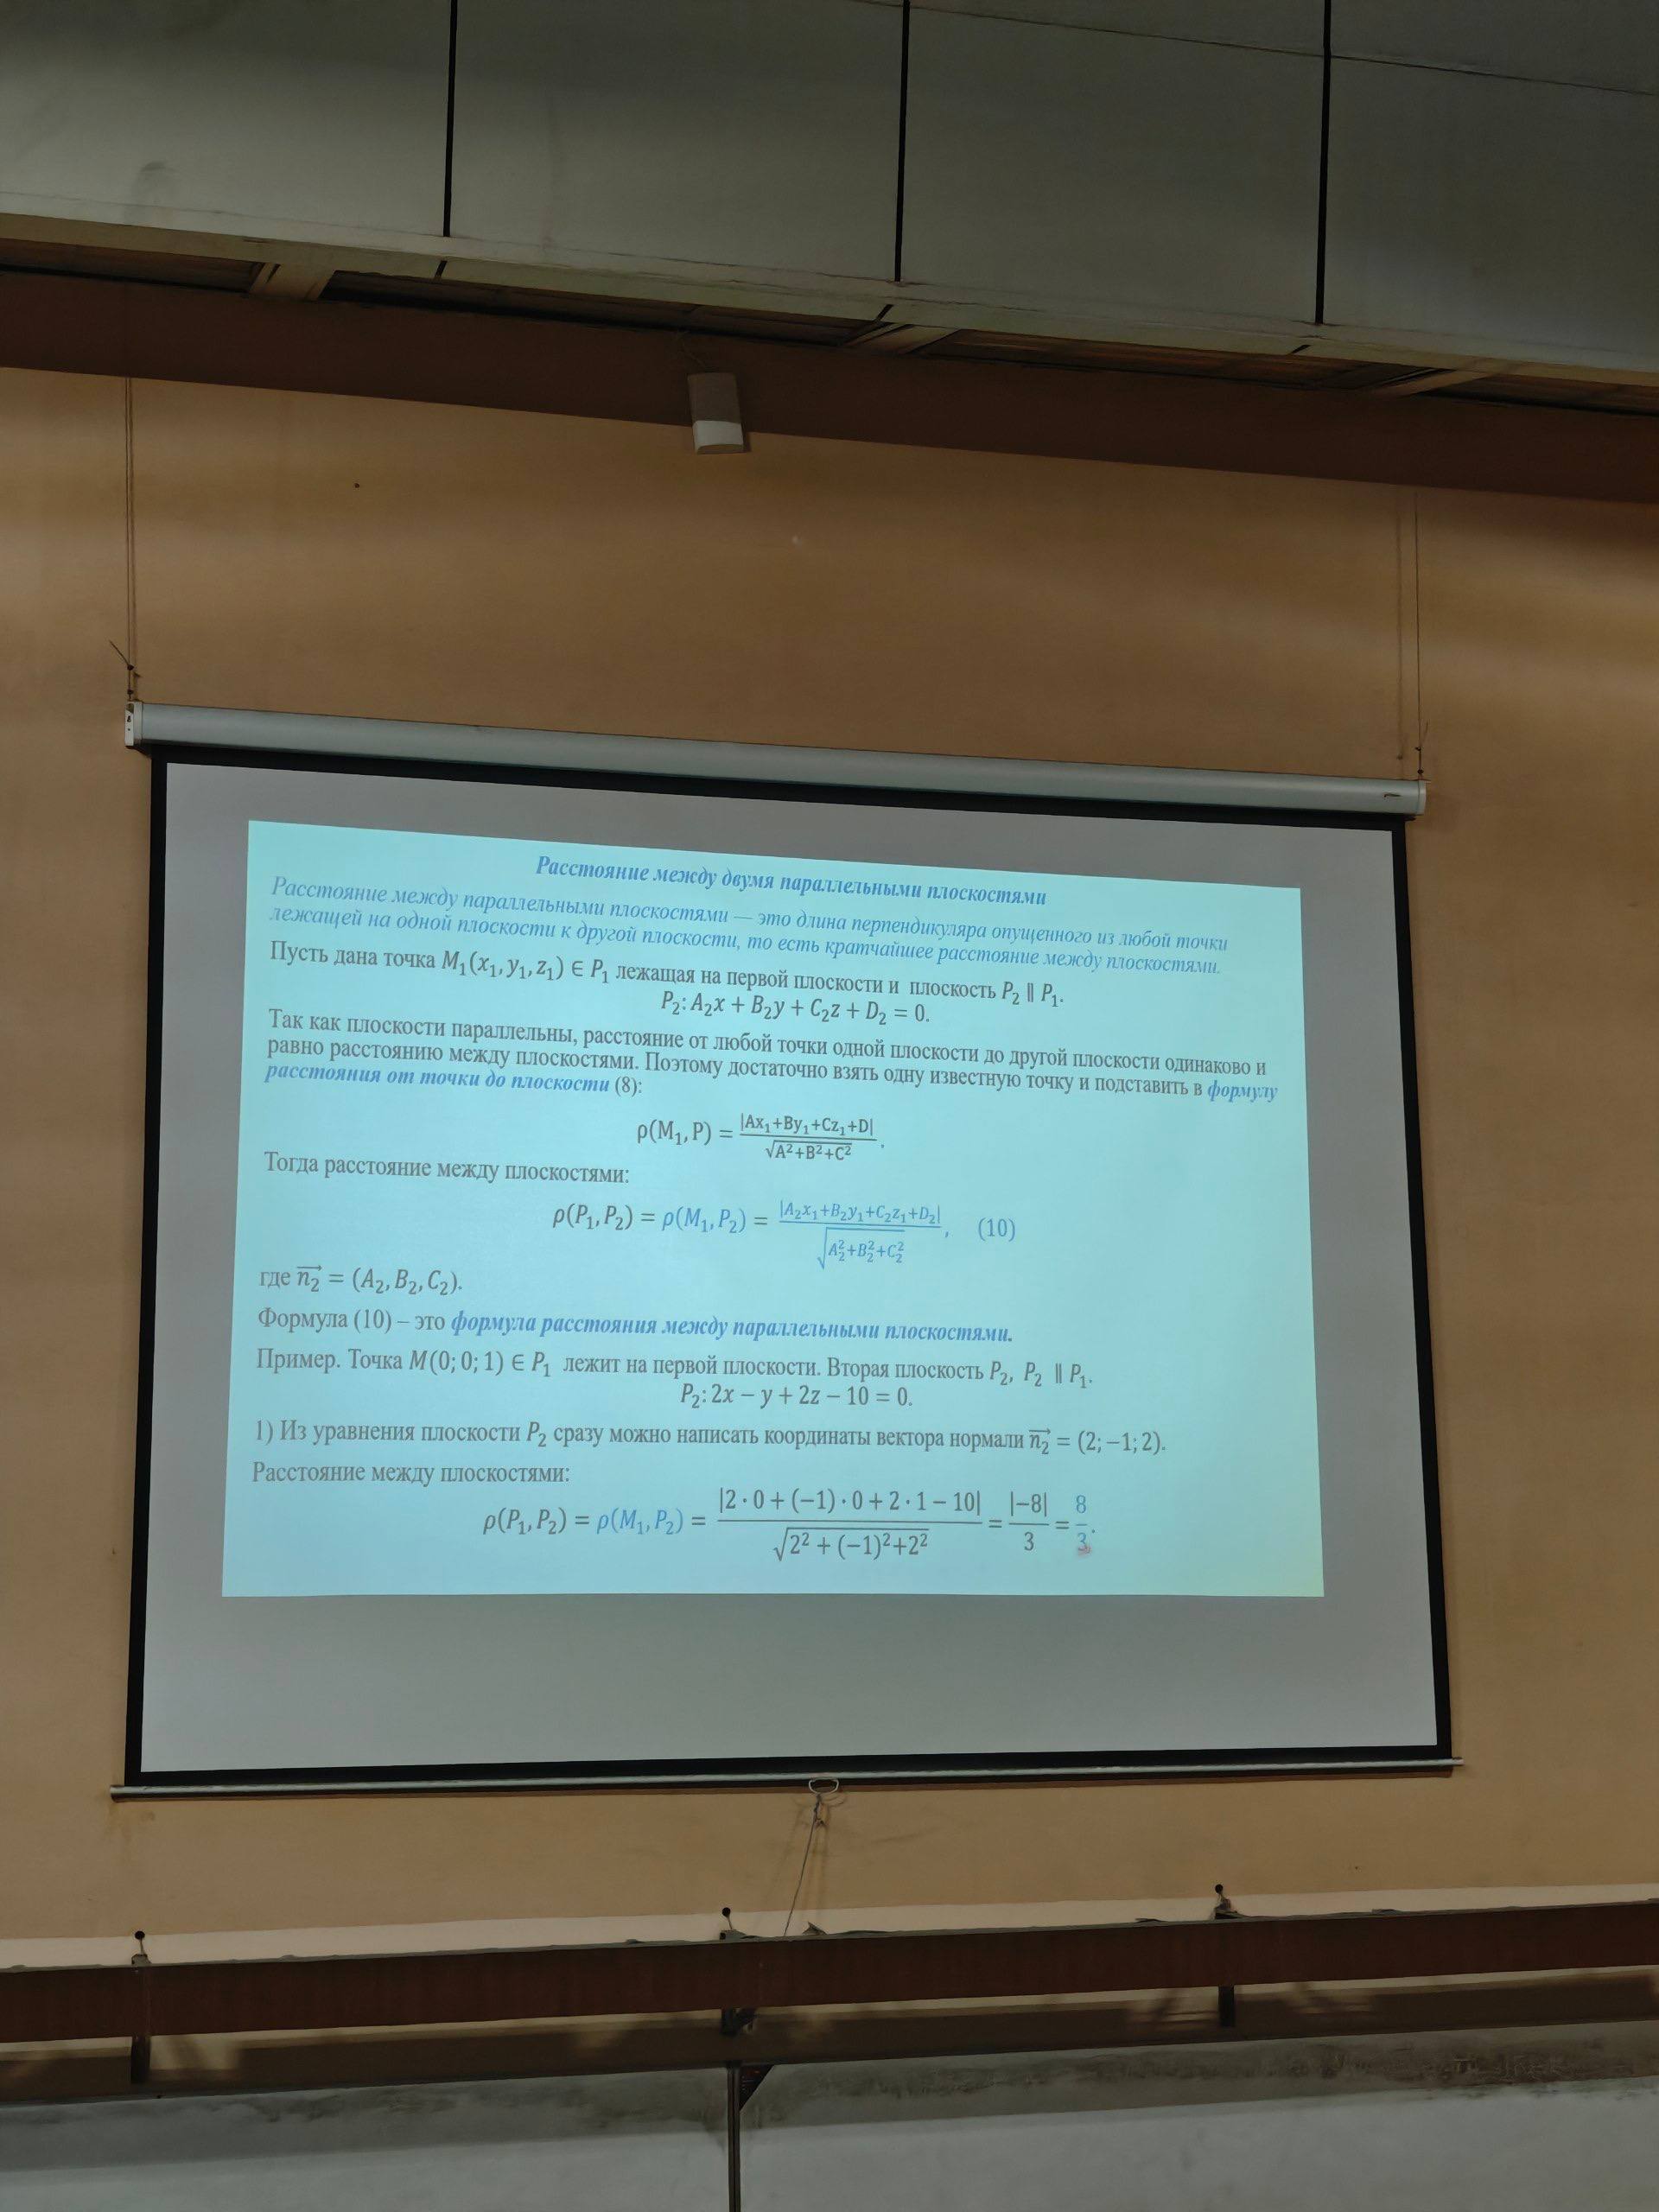 Расстояние между двумя параллельными плоскостями
Расстояние между параллельными плоскостями — это длина перпендикуляра опущенного из любой точки
лежащей на одной плоскости к другой плоскости, то есть кратчайшее расстояние между плоскостями.
Пусть дана точка M₁(x₁, y₁, z₁) ∈ P₁ лежащая на первой плоскости и плоскость P₂ ∥ P₁.
P₂: A₂x + B₂y + C₂z + D₂ = 0.
Так как плоскости параллельны, расстояние от любой точки одной плоскости до другой плоскости одинаково и
равно расстоянию между плоскостями. Поэтому достаточно взять одну известную точку и подставить в формулу
расстояния от точки до плоскости (8):
ρ(M₁, P) = |Ax₁+By₁+Cz₁+D| / √(A²+B²+C²).
Тогда расстояние между плоскостями:
ρ(P₁, P₂) = ρ(M₁, P₂) = |A₂x₁+B₂y₁+C₂z₁+D₂| / √(A₂²+B₂²+C₂²), (10)
где n₂⃗ = (A₂, B₂, C₂).
Формула (10) – это формула расстояния между параллельными плоскостями.
Пример. Точка M(0; 0; 1) ∈ P₁ лежит на первой плоскости. Вторая плоскость P₂, P₂ ∥ P₁.
P₂: 2x − y + 2z − 10 = 0.
1) Из уравнения плоскости P₂ сразу можно написать координаты вектора нормали n₂⃗ = (2; −1; 2).
Расстояние между плоскостями:
ρ(P₁, P₂) = ρ(M₁, P₂) = |2 · 0 + (−1) · 0 + 2 · 1 − 10| / √(2² + (−1)²+2²) = |−8| / 3 = 8/3.